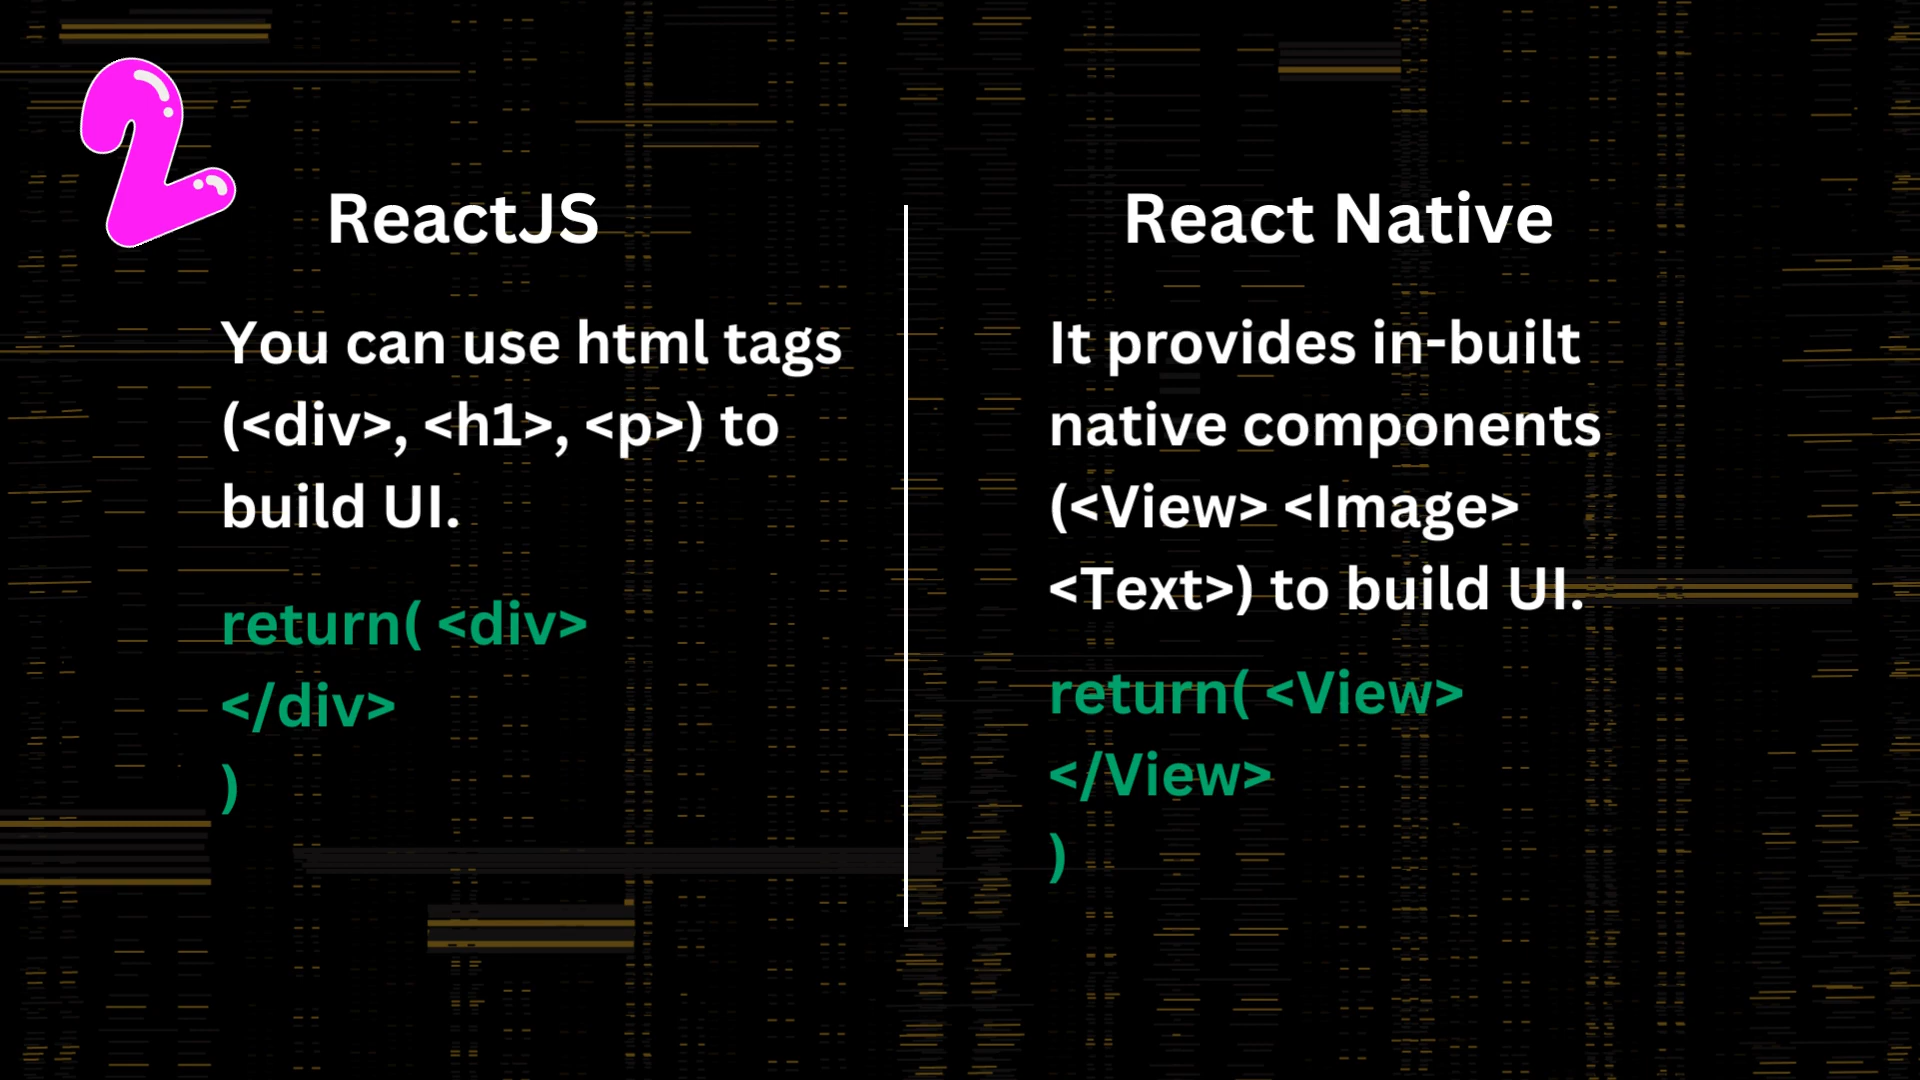 2
ReactJS
You can use html tags
(<div>, <h1>, <p>) to
build UI.
return( <div>
</div>
)
React Native
It provides in-built
native components
(<View> <Image>
<Text>) to build UI.
return( <View>
</View>
)